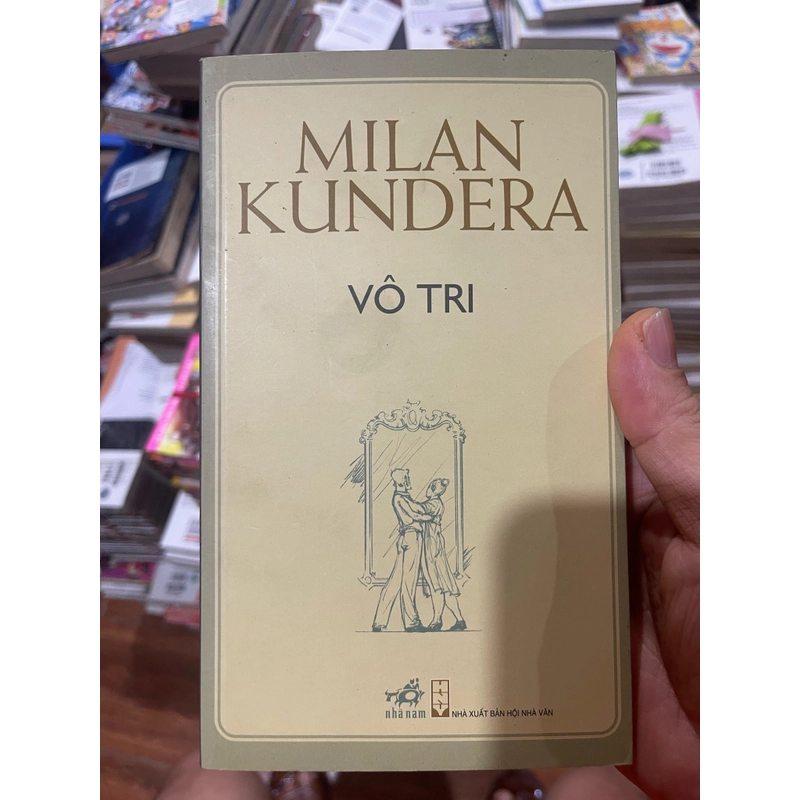 MILAN
KUNDERA
VÔ TRI
nhã nam
NHÀ XUẤT BẢN HỘI NHÀ VĂN